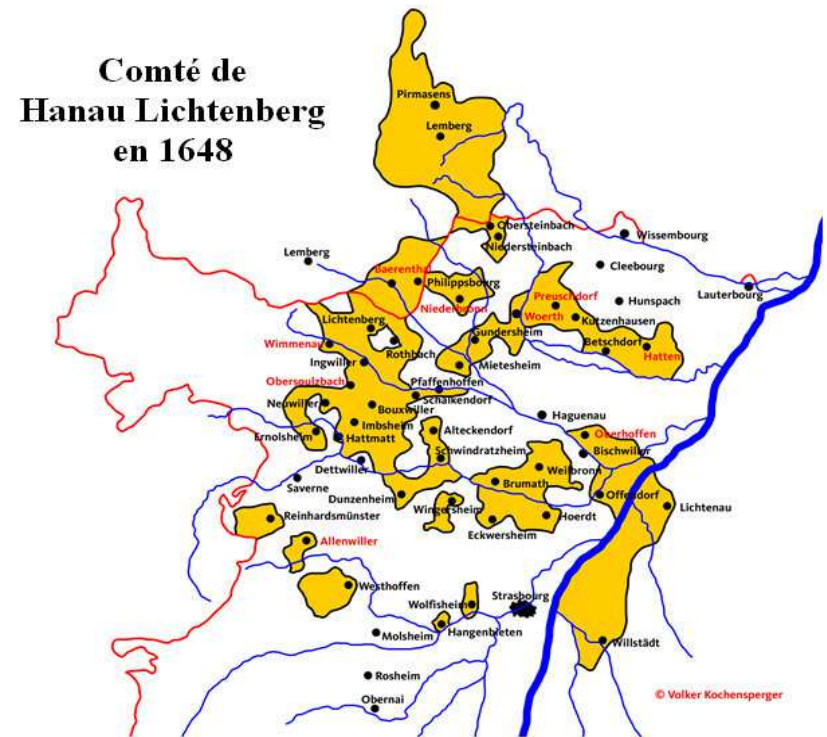 Comté de
Hanau Lichtenberg
en 1648
Pirmasens
Lemberg
Obersteinbach
Wissembourg
Niedersteinbach
Lemberg
Cleebourg
Baerenthal
Philippsbourg
Lauterbourg
Niederbronn
Preuschdorf
Hunspach
Woerth
Lichtenberg
Kutzenhausen
Gundersheim
Wimmenau
Betschdorf
Rothbach
Hatten
Ingwiller
Mietesheim
Obersoulzbach
Pfaffenhoffen
Schalkendorf
Neuwiller
Bouxwiller
Haguenau
Imbsheim
Alteckendorf
Oberhoffen
Ernolsheim
Hattmatt
Schwindratzheim
Bischwiller
Dettwiller
Weitbronn
Saverne
Brumath
Dunzenheim
Offendorf
Wingersheim
Lichtenau
Reinhardsmünster
Hoerdt
Eckwersheim
Allenwiller
Westhoffen
Strasbourg
Wolfisheim
Molsheim
Hangenbieten
Willstädt
Rosheim
Obernai
© Volker Kochensperger